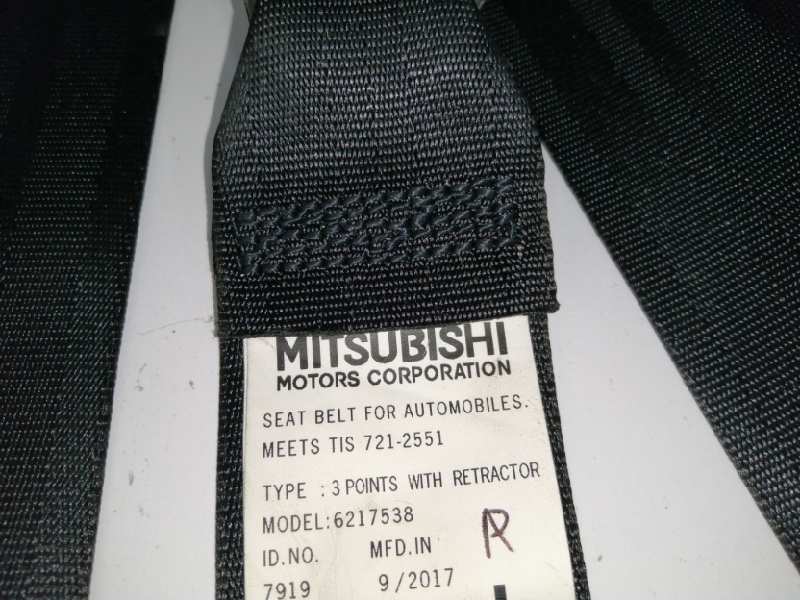 MITSUBISHI
MOTORS CORPORATION
SEAT BELT FOR AUTOMOBILES.
MEETS TIS 721-2551
TYPE : 3 POINTS WITH RETRACTOR
MODEL:6217538
ID.NO. MFD.IN R
7919 9/2017